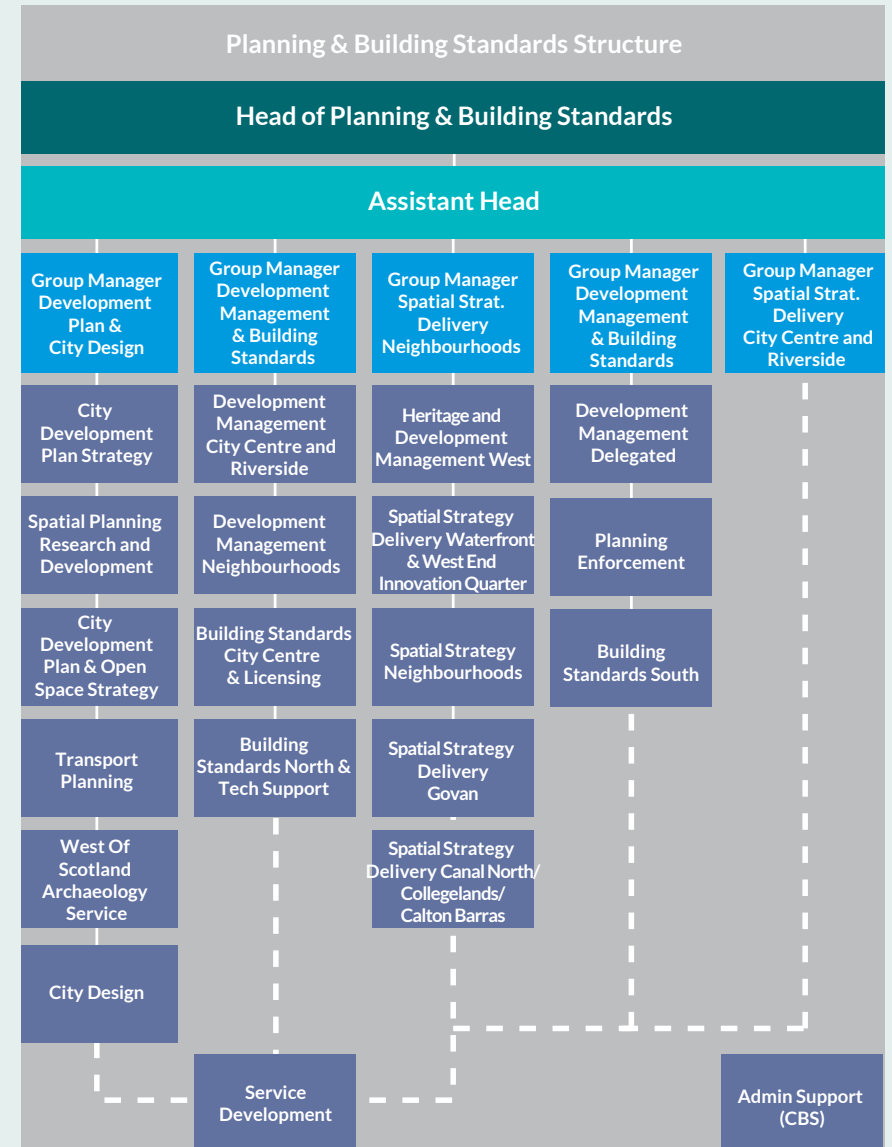 Planning & Building Standards Structure
Head of Planning & Building Standards
Assistant Head
Group Manager
Development
Plan &
City Design
Group Manager
Development
Management
& Building
Standards
Group Manager
Spatial Strat.
Delivery
Neighbourhoods
Group Manager
Development
Management
& Building
Standards
Group Manager
Spatial Strat.
Delivery
City Centre and
Riverside
City
Development
Plan Strategy
Development
Management
City Centre and
Riverside
Heritage and
Development
Management West
Development
Management
Delegated
Spatial Planning
Research and
Development
Development
Management
Neighbourhoods
Spatial Strategy
Delivery Waterfront
& West End
Innovation Quarter
Planning
Enforcement
City
Development
Plan & Open
Space Strategy
Building Standards
City Centre
& Licensing
Spatial Strategy
Neighbourhoods
Building
Standards South
Transport
Planning
Building
Standards North &
Tech Support
Spatial Strategy
Delivery
Govan
West Of
Scotland
Archaeology
Service
Spatial Strategy
Delivery Canal North/
Collegelands/
Calton Barras
City Design
Service
Development
Admin Support
(CBS)